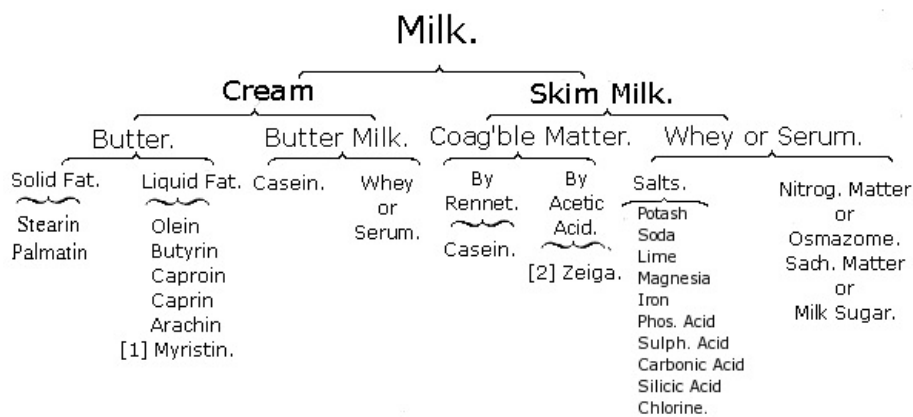 Milk.
Cream
Skim Milk.
Butter.
Butter Milk.
Coag'ble Matter.
Whey or Serum.
Solid Fat.
Stearin
Palmatin
Liquid Fat.
Olein
Butyrin
Caproin
Caprin
Arachin
[1] Myristin.
Casein.
Whey
or
Serum.
By
Rennet.
Casein.
By
Acetic
Acid.
[2] Zeiga.
Salts.
Potash
Soda
Lime
Magnesia
Iron
Phos. Acid
Sulph. Acid
Carbonic Acid
Silicic Acid
Chlorine.
Nitrog. Matter
or
Osmazome.
Sach. Matter
or
Milk Sugar.